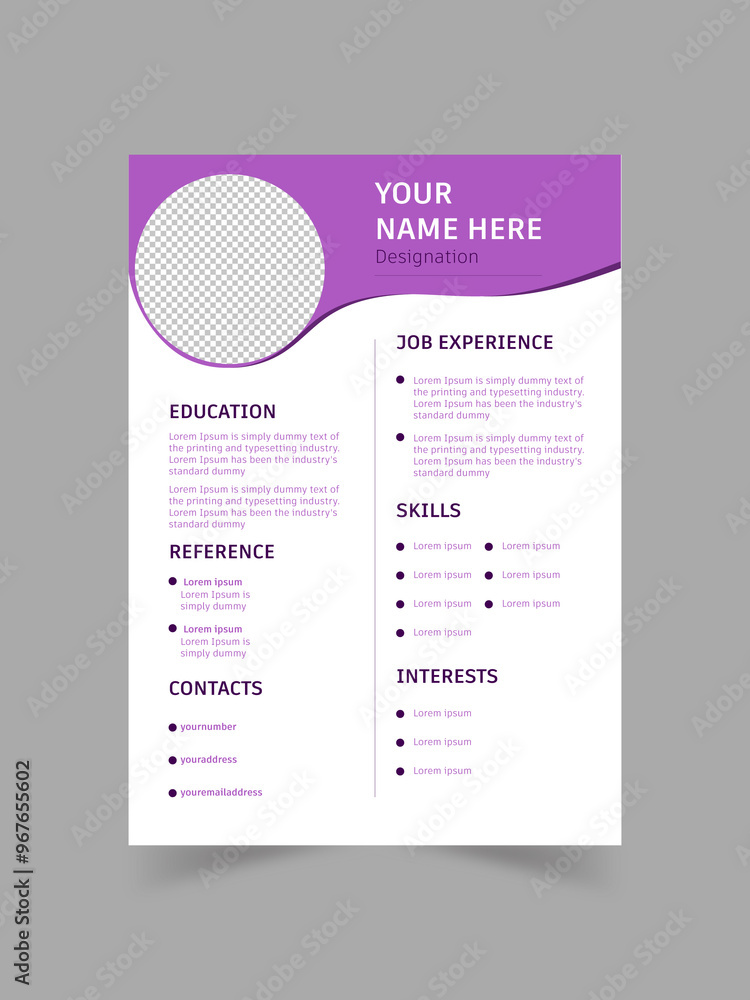 YOUR
NAME HERE
Designation
EDUCATION
Lorem Ipsum is simply dummy text of
the printing and typesetting industry.
Lorem Ipsum has been the industry's
standard dummy
Lorem Ipsum is simply dummy text of
the printing and typesetting industry.
Lorem Ipsum has been the industry's
standard dummy
REFERENCE
Lorem ipsum
Lorem Ipsum is
simply dummy
Lorem ipsum
Lorem Ipsum is
simply dummy
CONTACTS
yournumber
youraddress
youremailaddress
JOB EXPERIENCE
Lorem Ipsum is simply dummy text of
the printing and typesetting industry.
Lorem Ipsum has been the industry's
standard dummy
Lorem Ipsum is simply dummy text of
the printing and typesetting industry.
Lorem Ipsum has been the industry's
standard dummy
SKILLS
Lorem ipsum
Lorem ipsum
Lorem ipsum
Lorem ipsum
Lorem ipsum
Lorem ipsum
Lorem ipsum
INTERESTS
Lorem ipsum
Lorem ipsum
Lorem ipsum
Adobe Stock | #967655602